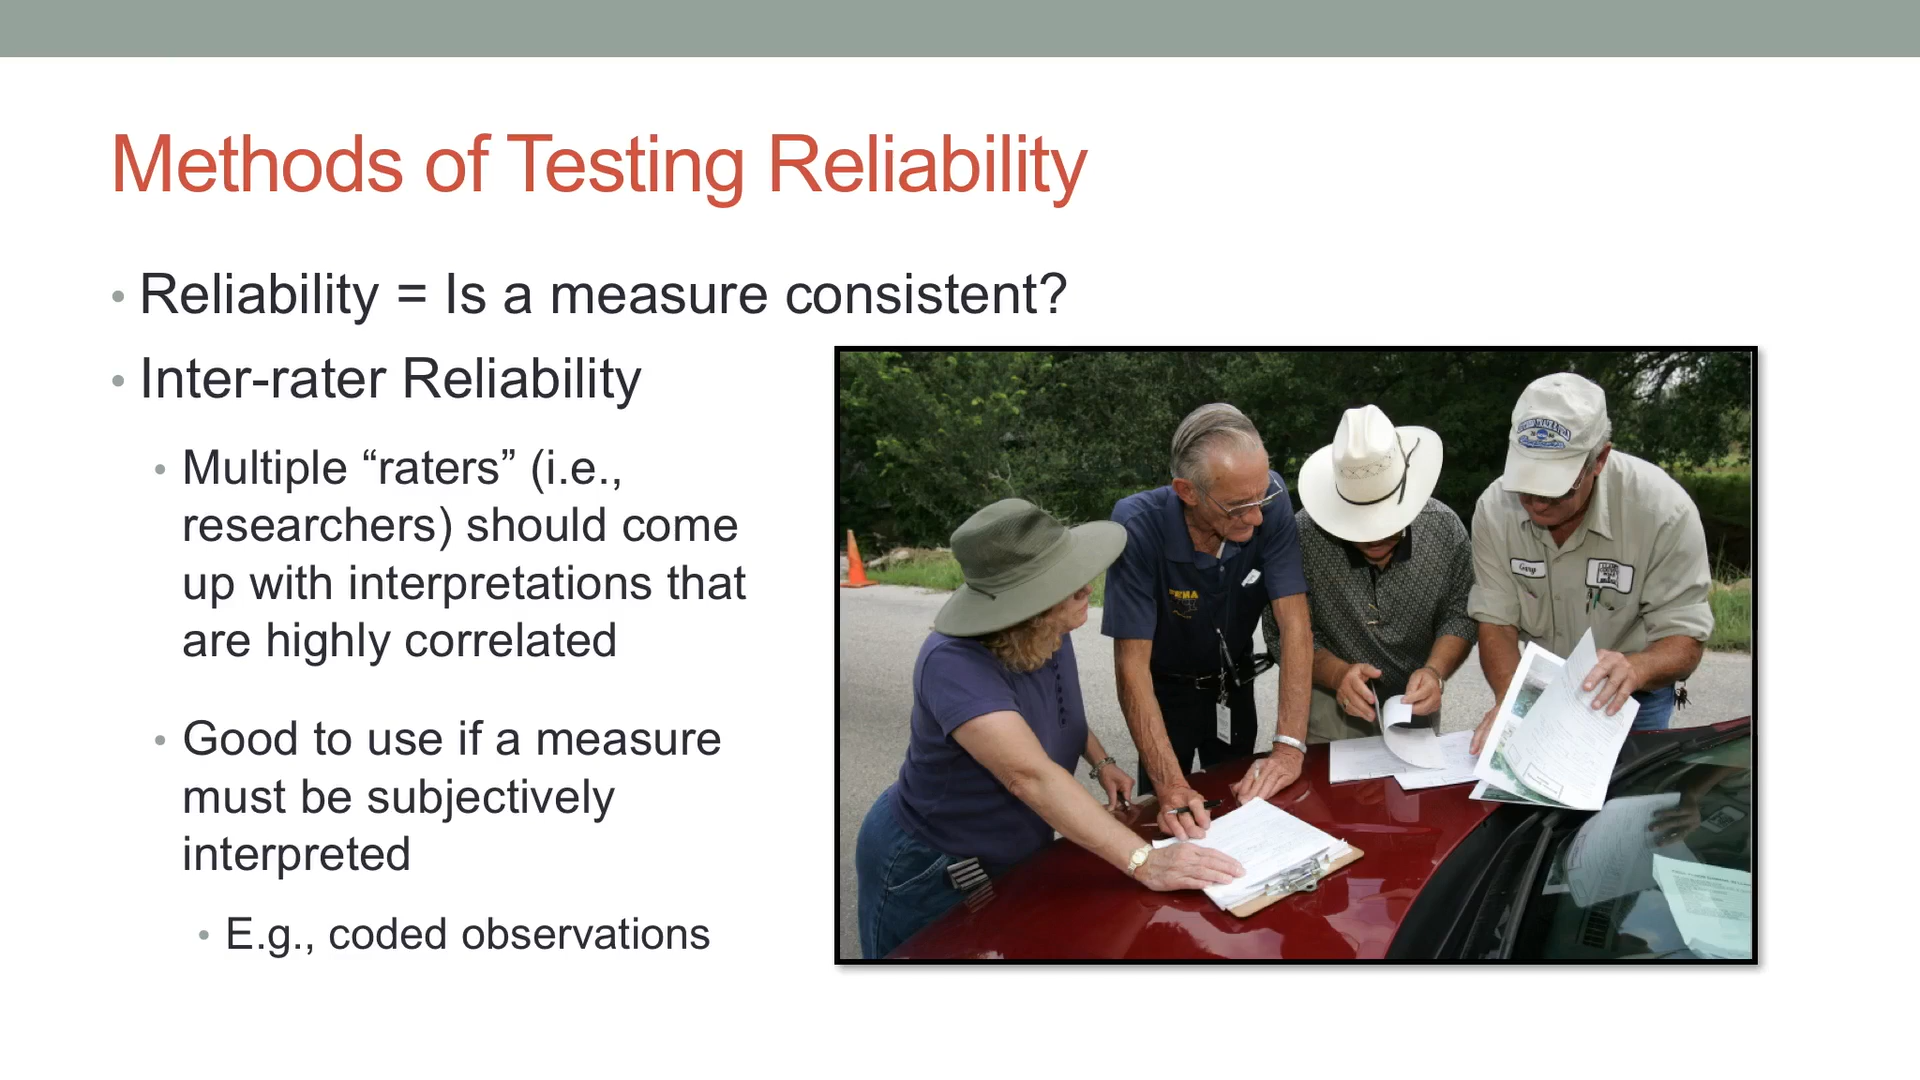 Methods of Testing Reliability
• Reliability = Is a measure consistent?
• Inter-rater Reliability
• Multiple “raters” (i.e.,
researchers) should come
up with interpretations that
are highly correlated
• Good to use if a measure
must be subjectively
interpreted
• E.g., coded observations
Gary